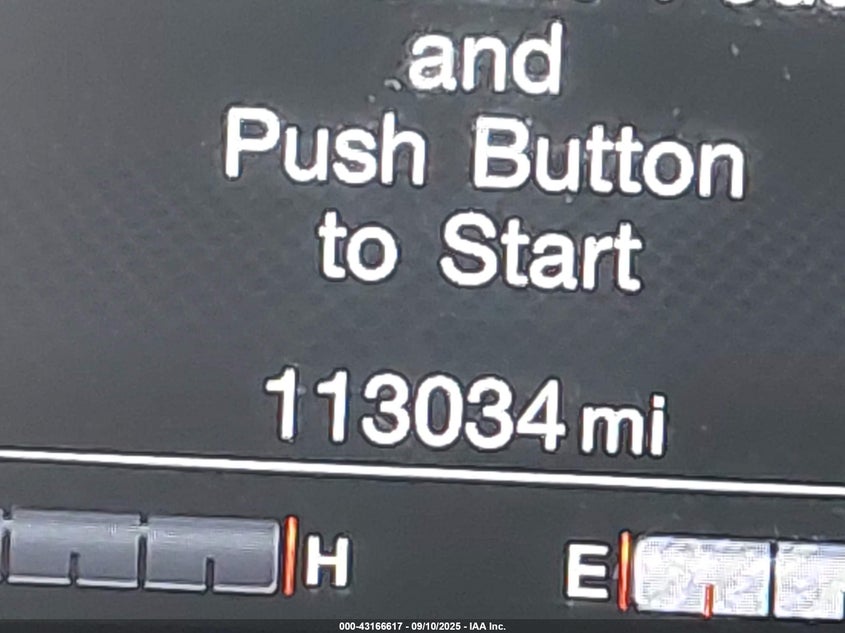 and
Push Button
to Start
113034 mi
H E
000-43166617 - 09/10/2025 - IAA Inc.